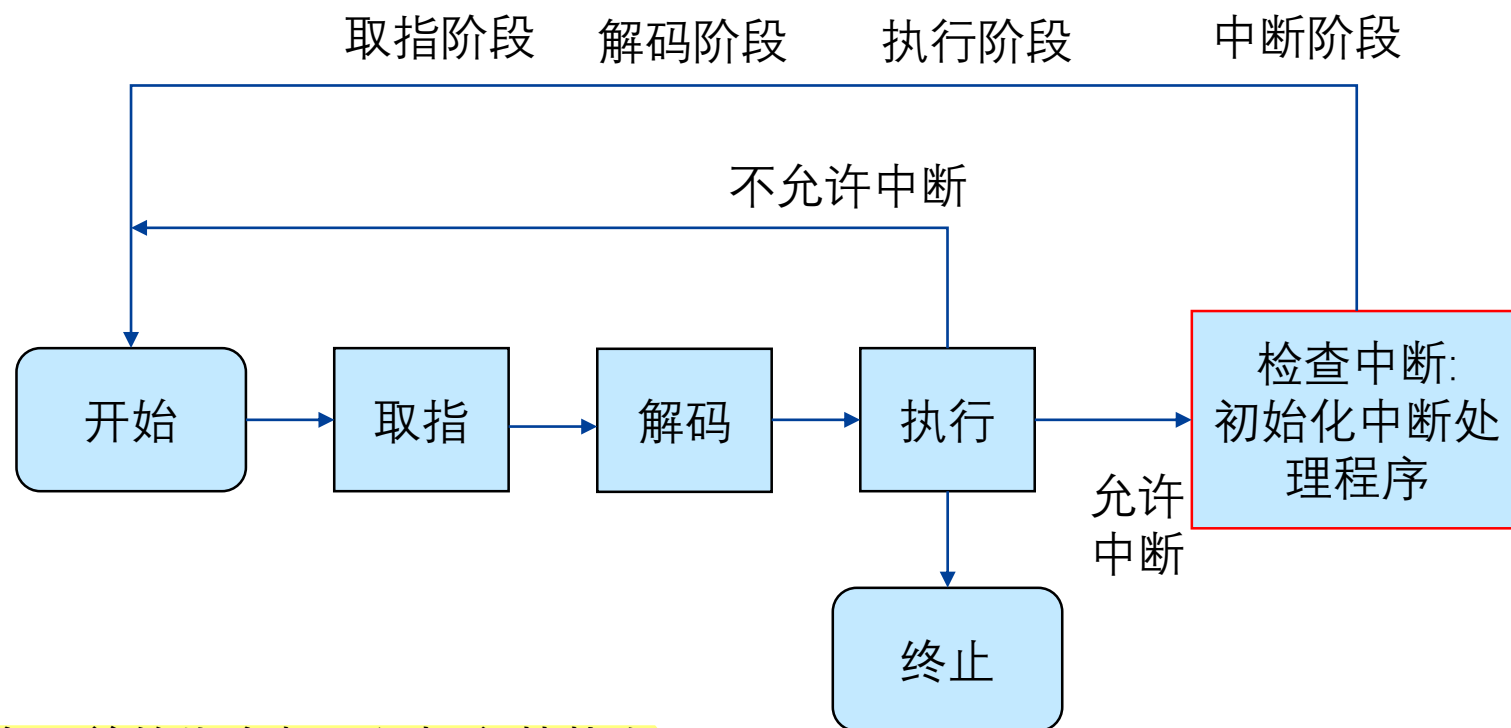 取指阶段 解码阶段 执行阶段 中断阶段
不允许中断
开始
取指
解码
执行
检查中断:
初始化中断处
理程序
允许
中断
终止